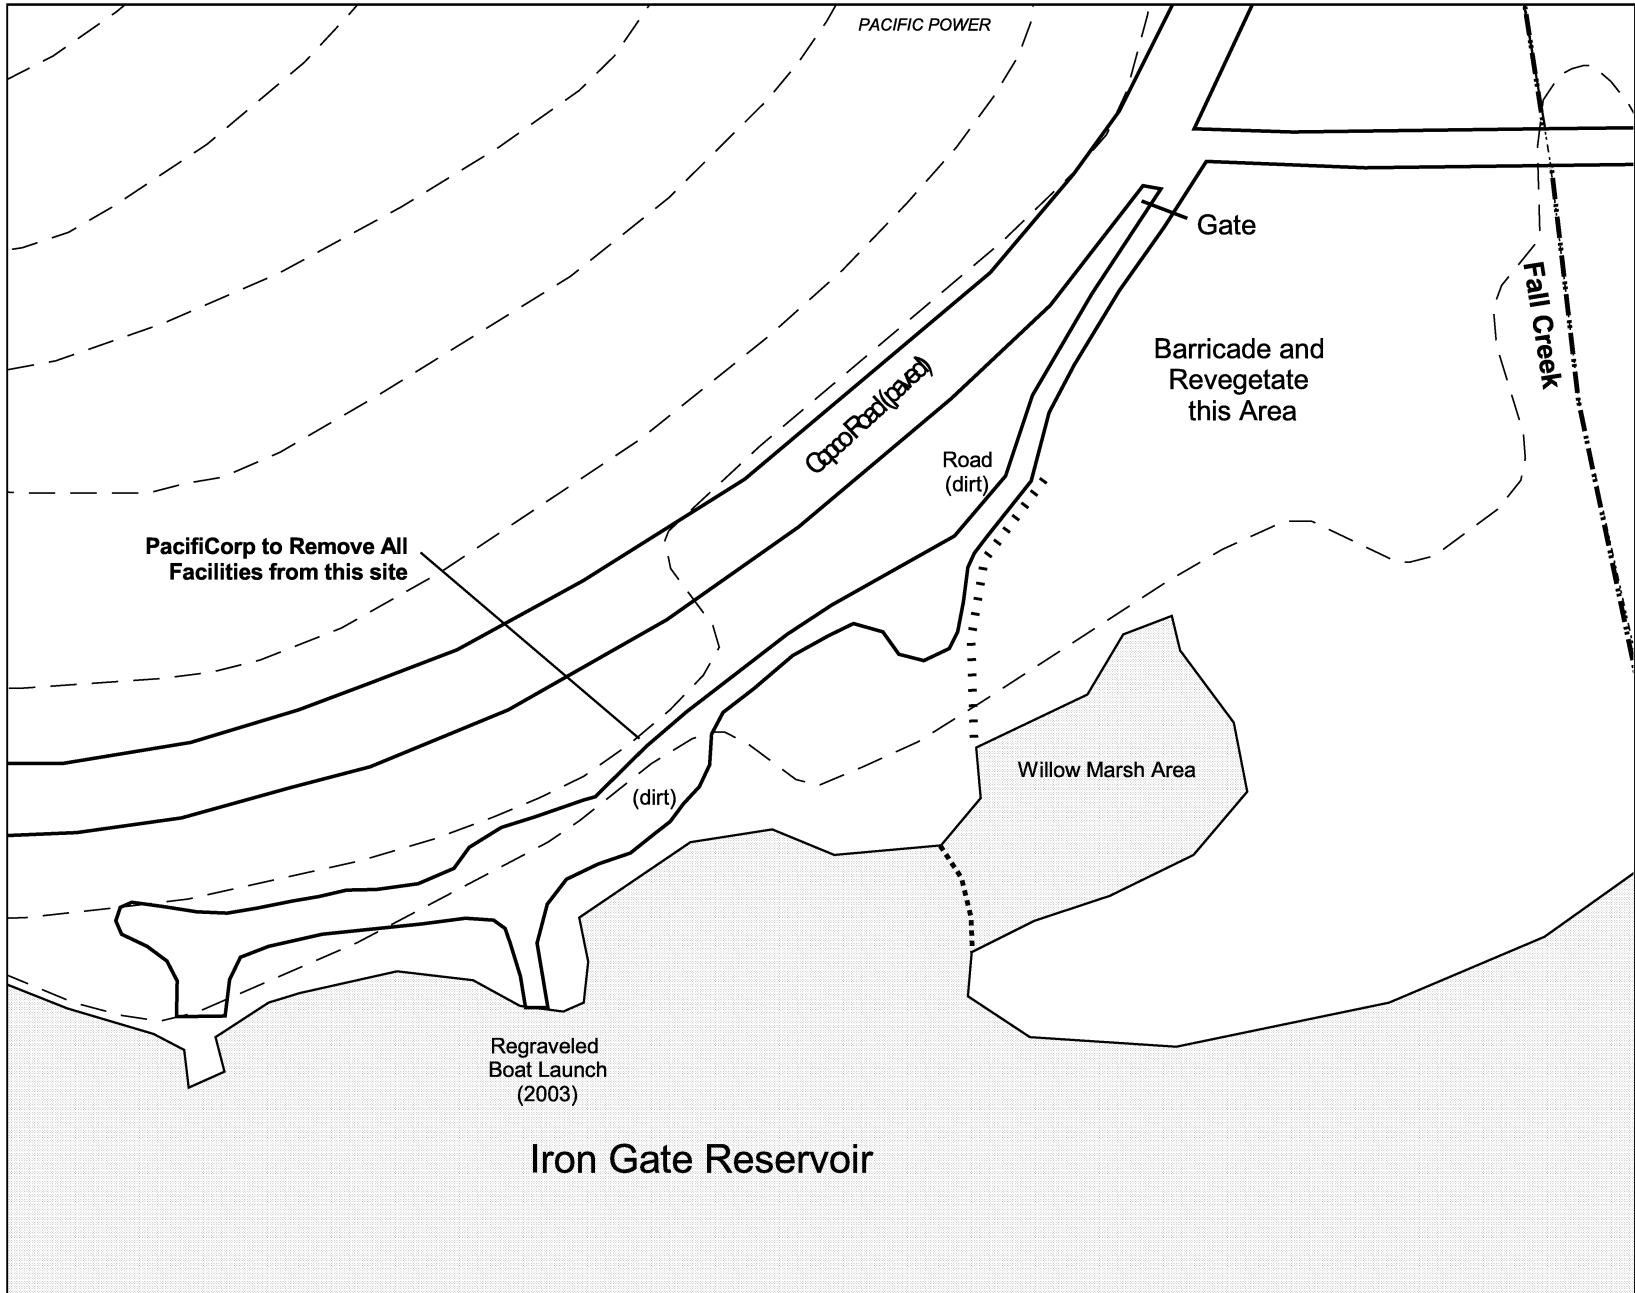 PACIFIC POWER
Gate
Fall Creek
Barricade and
Revegetate
this Area
Copco Road (paved)
Road
(dirt)
PacifiCorp to Remove All
Facilities from this site
Willow Marsh Area
(dirt)
Regraveled
Boat Launch
(2003)
Iron Gate Reservoir